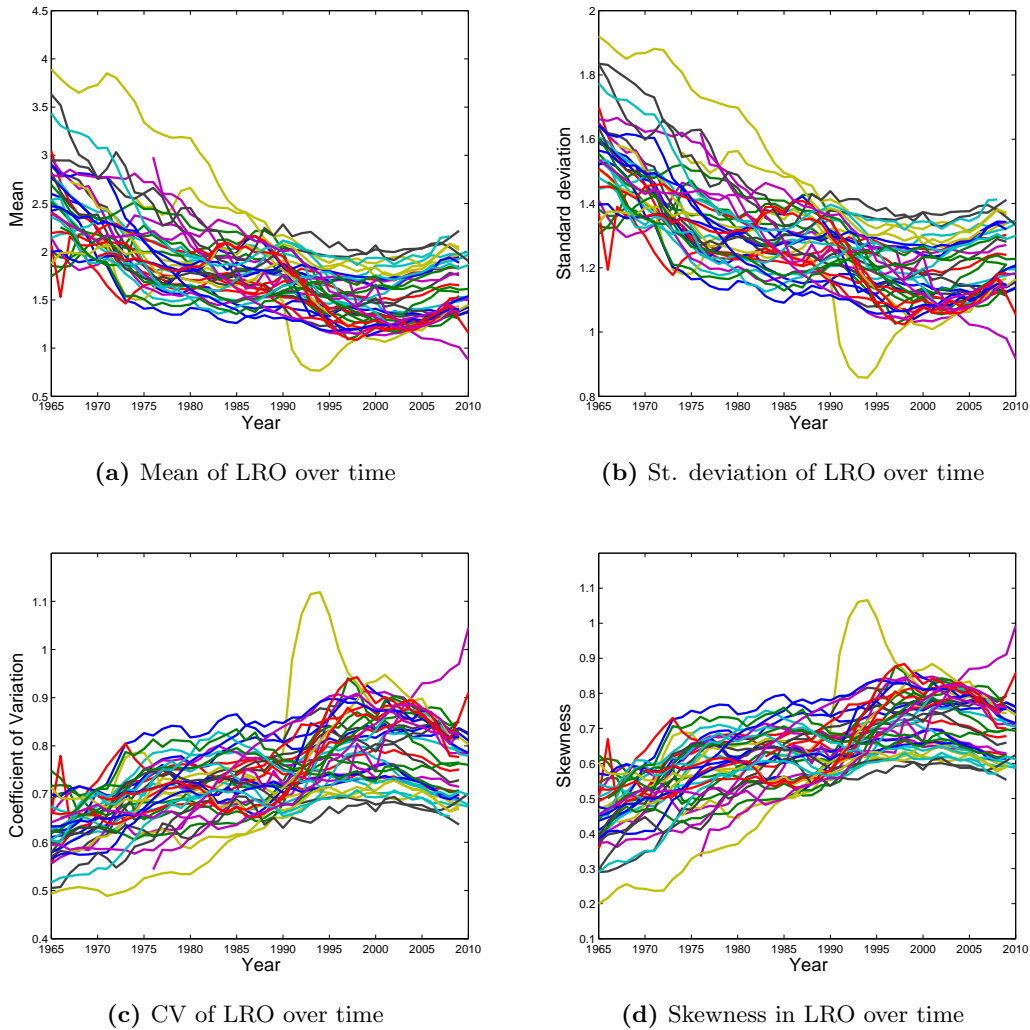 4.5
4
3.5
3
2.5
2
1.5
1
0.5
Mean
1965 1970 1975 1980 1985 1990 1995 2000 2005 2010
Year
(a) Mean of LRO over time
2
1.8
1.6
1.4
1.2
1
0.8
Standard deviation
1965 1970 1975 1980 1985 1990 1995 2000 2005 2010
Year
(b) St. deviation of LRO over time
1.1
1
0.9
0.8
0.7
0.6
0.5
0.4
Coefficient of Variation
1965 1970 1975 1980 1985 1990 1995 2000 2005 2010
Year
(c) CV of LRO over time
1.1
1
0.9
0.8
0.7
0.6
0.5
0.4
0.3
0.2
0.1
Skewness
1965 1970 1975 1980 1985 1990 1995 2000 2005 2010
Year
(d) Skewness in LRO over time